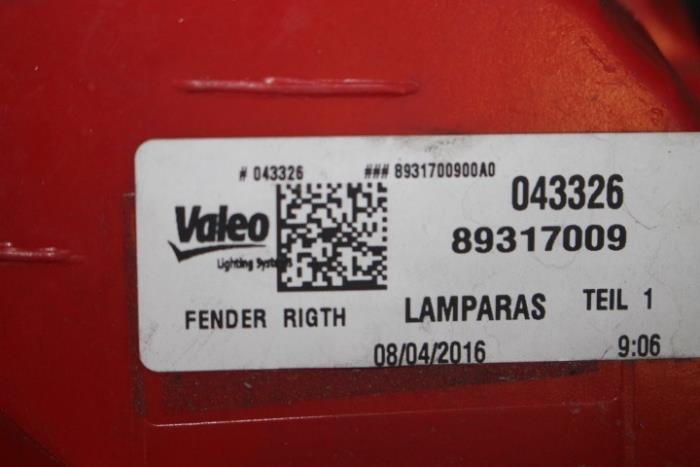 # 043326 ### 8931700900A0
043326
Valeo
89317009
Lighting Systems
FENDER RIGTH LAMPARAS TEIL 1
08/04/2016 9:06